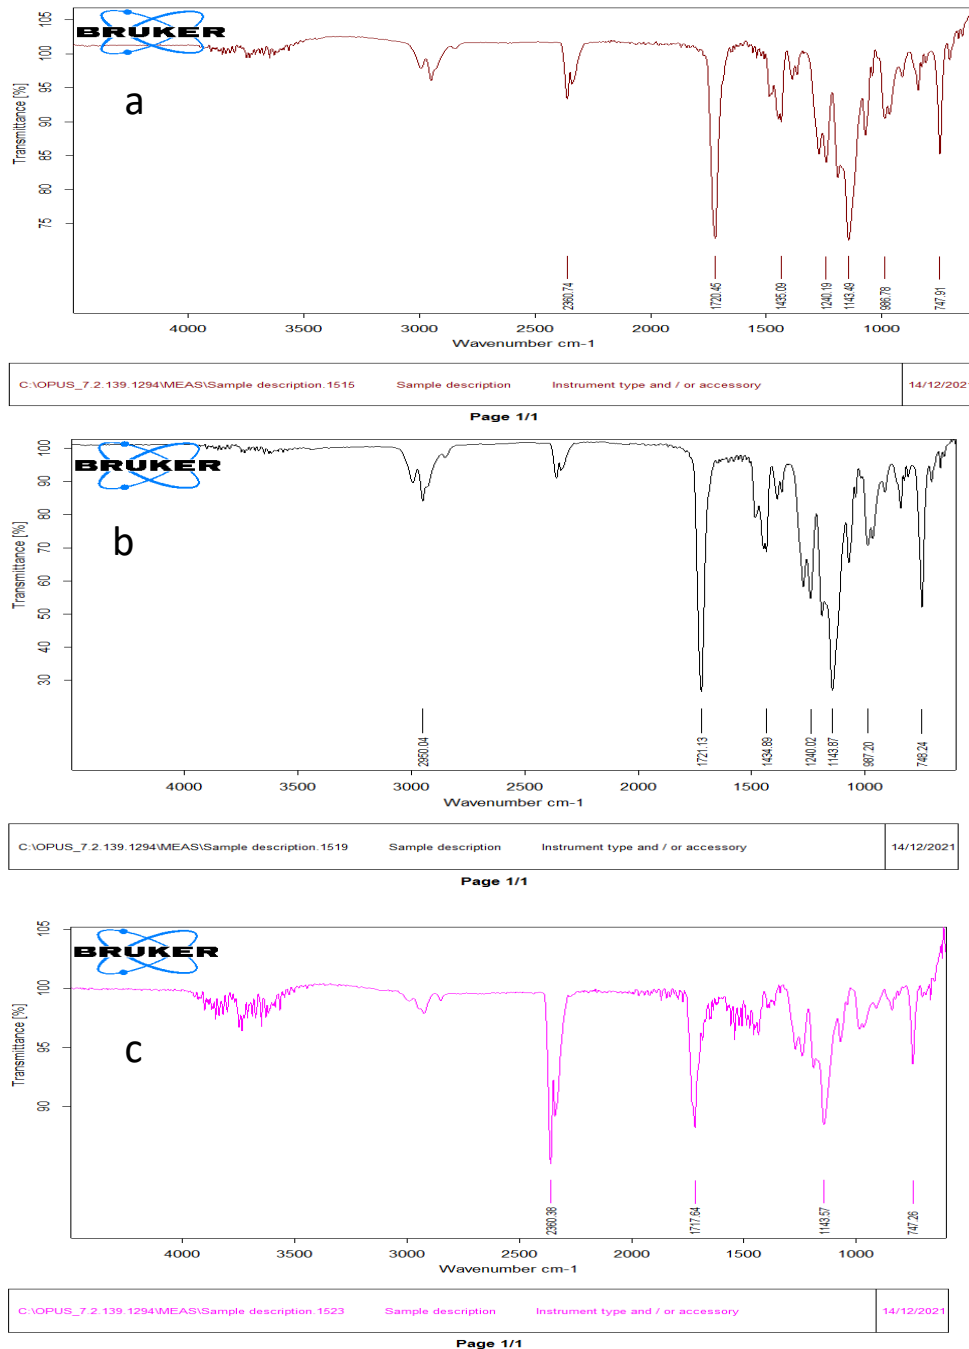 105
BRUKER
100
a
95
90
85
80
75
Transmittance [%]
2360.74
1720.45
1435.09
1240.19
1143.49
986.78
747.91
4000 3500 3000 2500 2000 1500 1000
Wavenumber cm-1
C:\OPUS_7.2.139.1294\MEAS\Sample description.1515 Sample description Instrument type and / or accessory 14/12/2021
Page 1/1
100
BRUKER
90
80
b
70
60
50
40
30
Transmittance [%]
2950.04
1721.13
1434.89
1240.02
1143.87
987.20
748.24
4000 3500 3000 2500 2000 1500 1000
Wavenumber cm-1
C:\OPUS_7.2.139.1294\MEAS\Sample description.1519 Sample description Instrument type and / or accessory 14/12/2021
Page 1/1
105
BRUKER
100
95
c
90
Transmittance [%]
2360.38
1717.64
1143.57
747.26
4000 3500 3000 2500 2000 1500 1000
Wavenumber cm-1
C:\OPUS_7.2.139.1294\MEAS\Sample description.1523 Sample description Instrument type and / or accessory 14/12/2021
Page 1/1